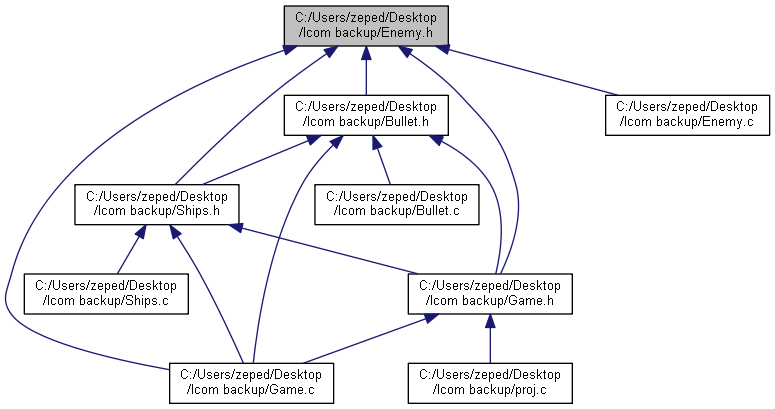 C:/Users/zeped/Desktop
/lcom backup/Enemy.h
C:/Users/zeped/Desktop
/lcom backup/Bullet.h
C:/Users/zeped/Desktop
/lcom backup/Enemy.c
C:/Users/zeped/Desktop
/lcom backup/Ships.h
C:/Users/zeped/Desktop
/lcom backup/Bullet.c
C:/Users/zeped/Desktop
/lcom backup/Ships.c
C:/Users/zeped/Desktop
/lcom backup/Game.h
C:/Users/zeped/Desktop
/lcom backup/Game.c
C:/Users/zeped/Desktop
/lcom backup/proj.c